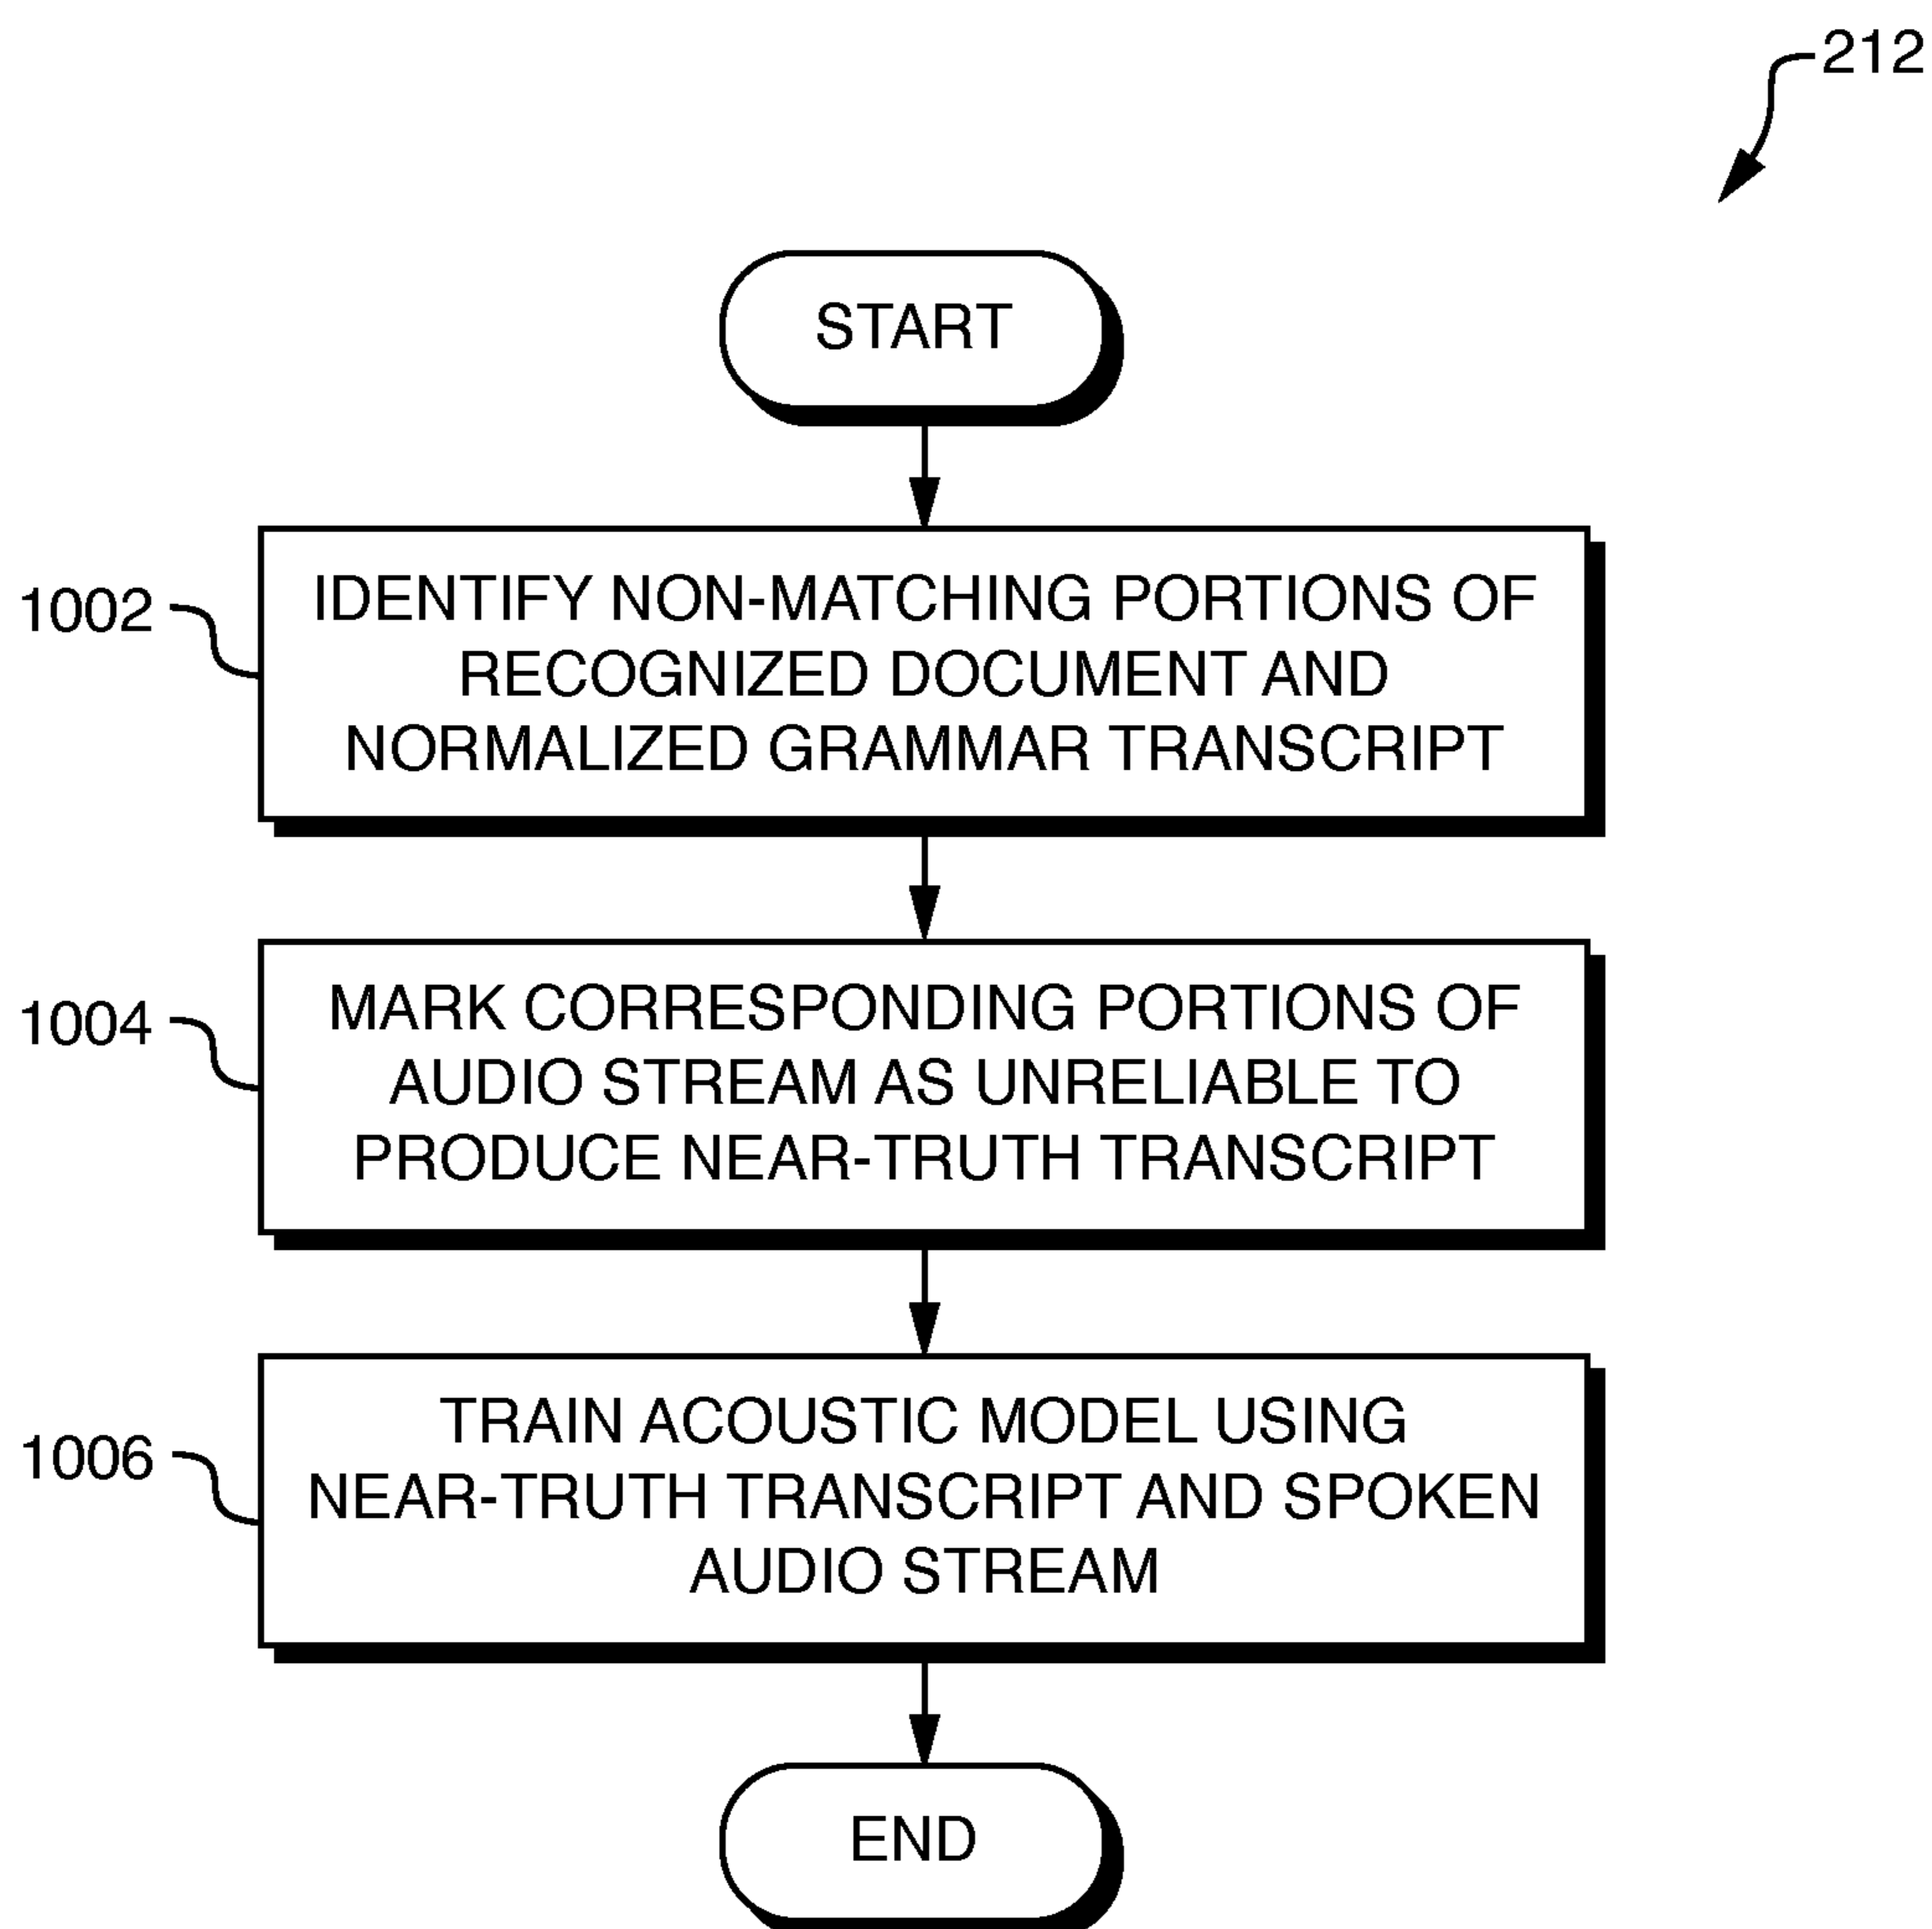 212
START
1002
IDENTIFY NON-MATCHING PORTIONS OF
RECOGNIZED DOCUMENT AND
NORMALIZED GRAMMAR TRANSCRIPT
1004
MARK CORRESPONDING PORTIONS OF
AUDIO STREAM AS UNRELIABLE TO
PRODUCE NEAR-TRUTH TRANSCRIPT
1006
TRAIN ACOUSTIC MODEL USING
NEAR-TRUTH TRANSCRIPT AND SPOKEN
AUDIO STREAM
END